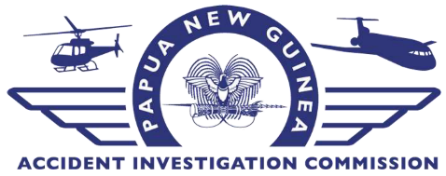 PAPUA NEW GUINEA
ACCIDENT INVESTIGATION COMMISSION